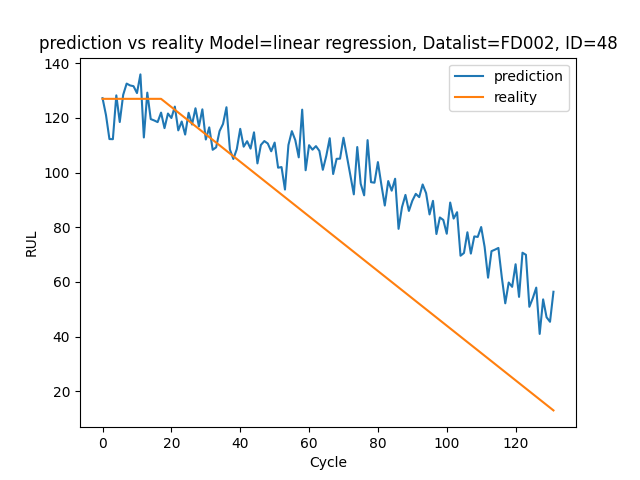 prediction vs reality Model=linear regression, Datalist=FD002, ID=48
140
120
100
80
60
40
20
RUL
prediction
reality
0
20
40
60
80
100
120
Cycle